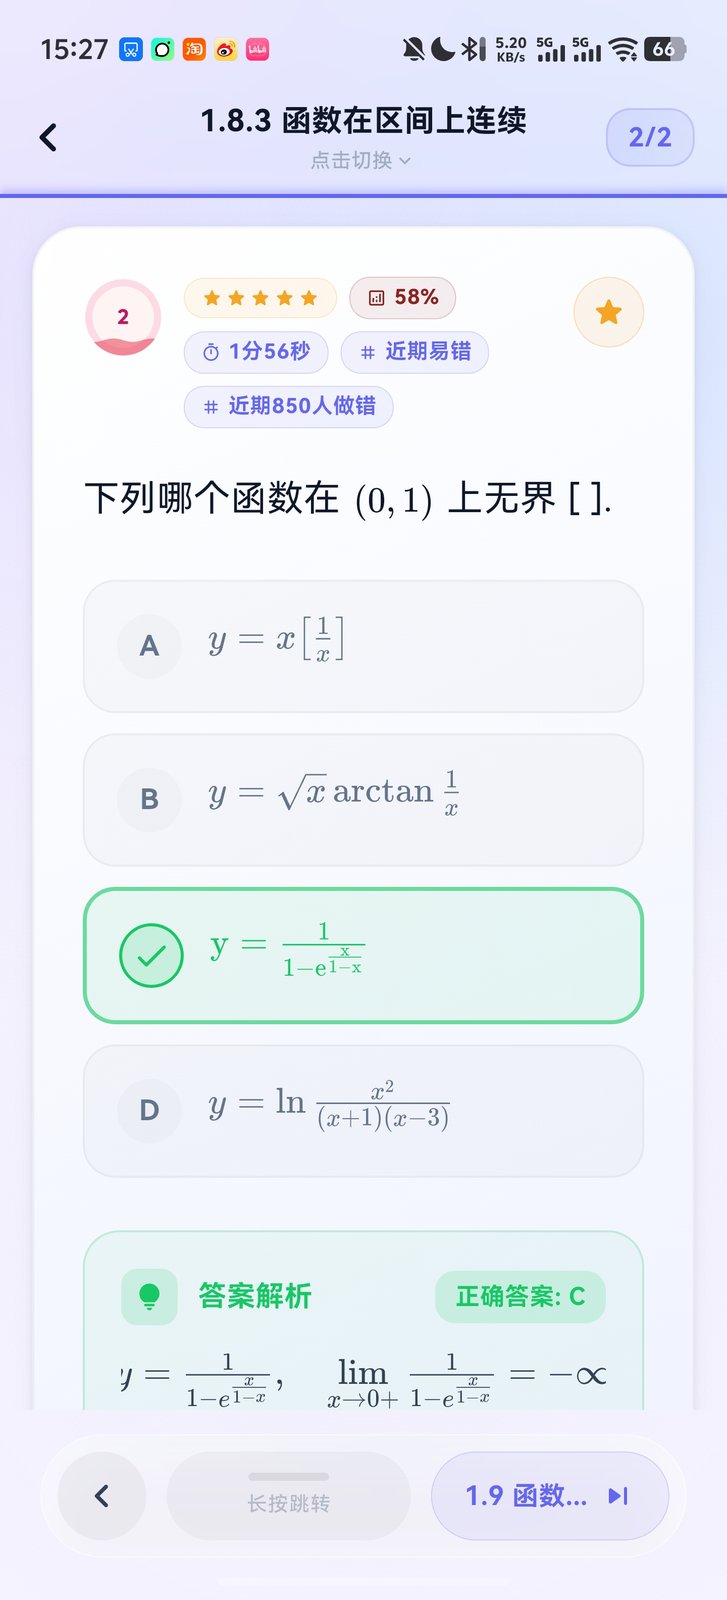 15:27 淘 LaLa 5.20 KB/s 5G 5G 66
1.8.3 函数在区间上连续
点击切换
2/2
2
58%
1分56秒
# 近期易错
# 近期850人做错
下列哪个函数在 (0, 1) 上无界 [ ].
A y = x[1/x]
B y = √x arctan 1/x
y = 1/(1−e^(x/(1−x)))
D y = ln x²/((x+1)(x−3))
答案解析
正确答案: C
y = 1/(1−e^(x/(1−x))), lim x→0+ 1/(1−e^(x/(1−x))) = −∞
长按跳转
1.9 函数...